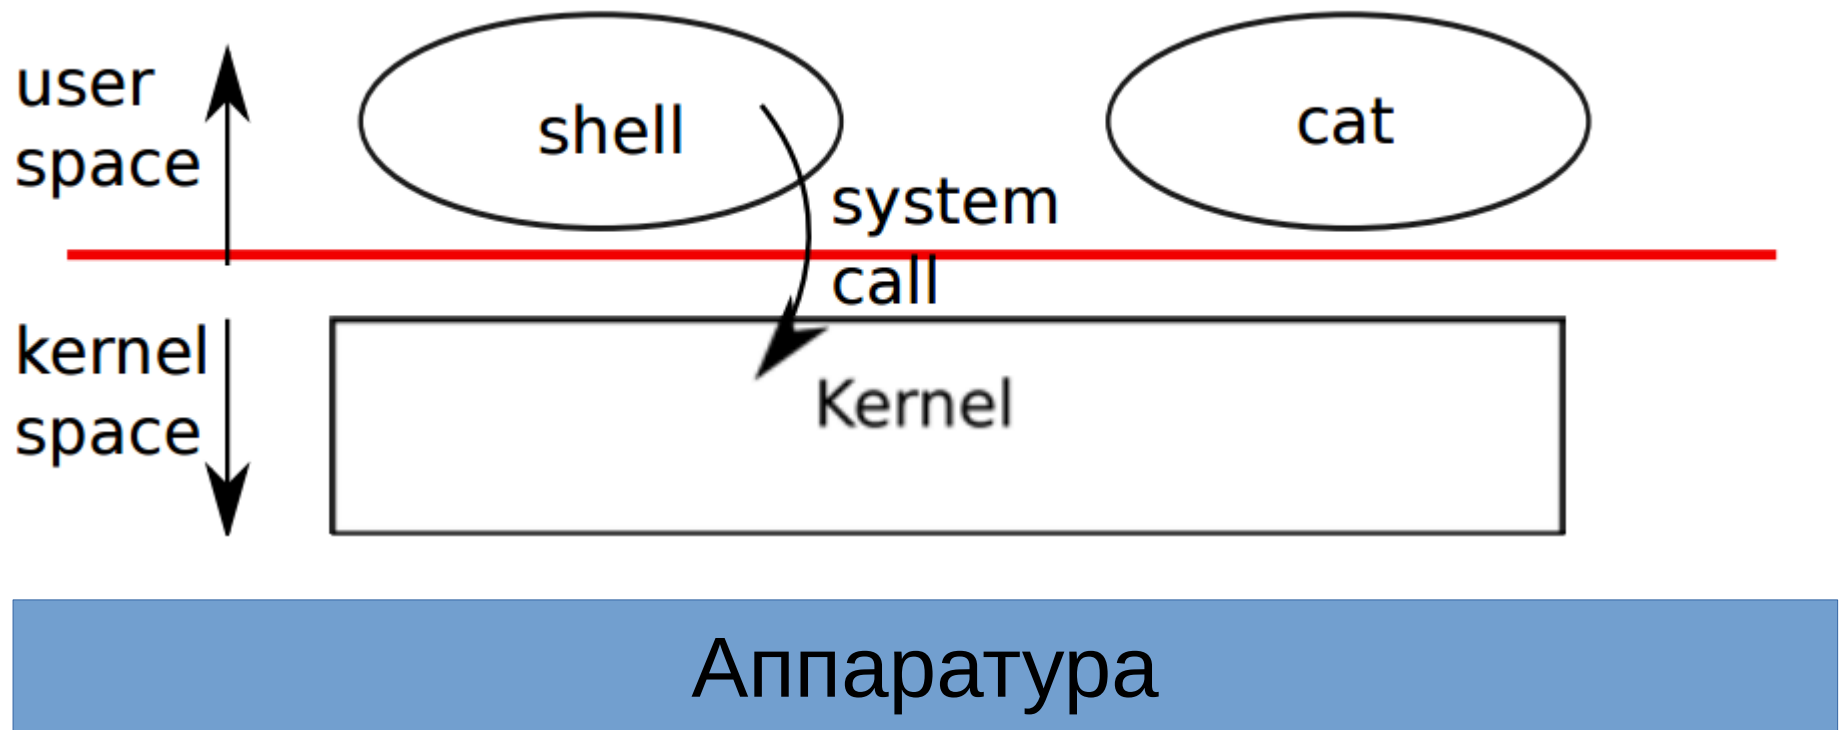 user
space
shell
cat
system
call
kernel
space
Kernel
Аппаратура